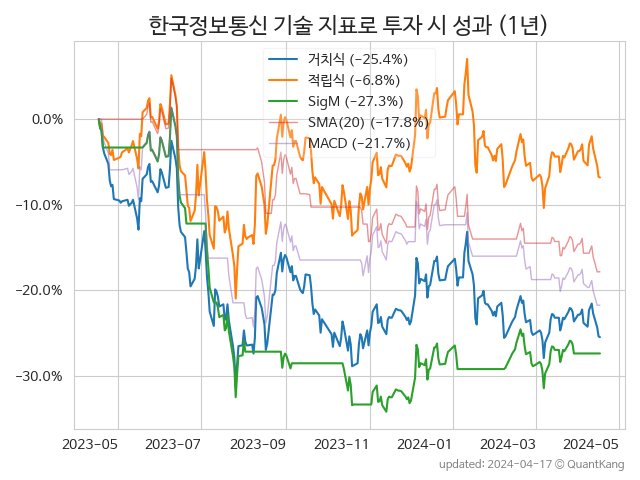 한국정보통신 기술 지표로 투자 시 성과 (1년)
거치식 (−25.4%)
적립식 (−6.8%)
SigM (−27.3%)
SMA(20) (−17.8%)
MACD (−21.7%)
0.0%
−10.0%
−20.0%
−30.0%
2023-05 2023-07 2023-09 2023-11 2024-01 2024-03 2024-05
updated: 2024-04-17 © QuantKang